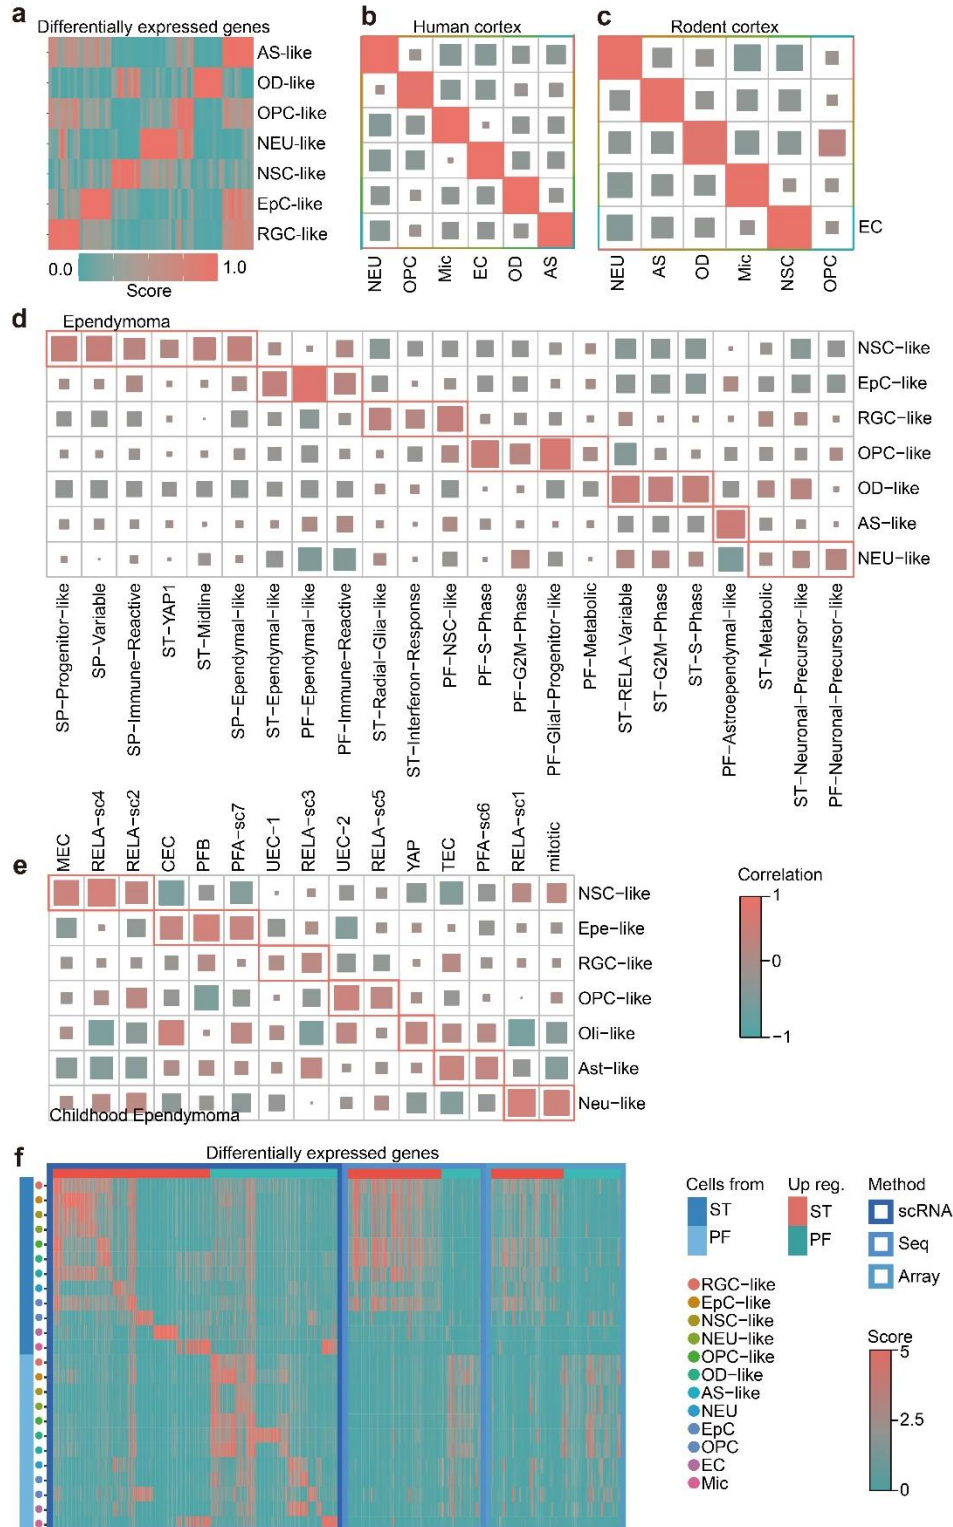 a
Differentially expressed genes
AS-like
OD-like
OPC-like
NEU-like
NSC-like
EpC-like
RGC-like
0.0
1.0
Score
b
Human cortex
NEU
OPC
Mic
EC
OD
AS
c
Rodent cortex
EC
NEU
AS
OD
Mic
NSC
OPC
d
Ependymoma
NSC-like
EpC-like
RGC-like
OPC-like
OD-like
AS-like
NEU-like
SP-Progenitor-like
SP-Variable
SP-Immune-Reactive
ST-YAP1
ST-Midline
SP-Ependymal-like
ST-Ependymal-like
PF-Ependymal-like
PF-Immune-Reactive
ST-Radial-Glia-like
ST-Interferon-Response
PF-NSC-like
PF-S-Phase
PF-G2M-Phase
PF-Glial-Progenitor-like
PF-Metabolic
ST-RELA-Variable
ST-G2M-Phase
ST-S-Phase
PF-Astroependymal-like
ST-Metabolic
ST-Neuronal-Precursor-like
PF-Neuronal-Precursor-like
e
MEC
RELA-sc4
RELA-sc2
CEC
PFB
PFA-sc7
UEC-1
RELA-sc3
UEC-2
RELA-sc5
YAP
TEC
PFA-sc6
RELA-sc1
mitotic
NSC-like
Epe-like
RGC-like
OPC-like
Oli-like
Ast-like
Neu-like
Childhood Ependymoma
Correlation
1
0
-1
f
Differentially expressed genes
Cells from
ST
PF
Up reg.
ST
PF
Method
scRNA
Seq
Array
RGC-like
EpC-like
NSC-like
NEU-like
OPC-like
OD-like
AS-like
NEU
EpC
OPC
EC
Mic
Score
5
2.5
0